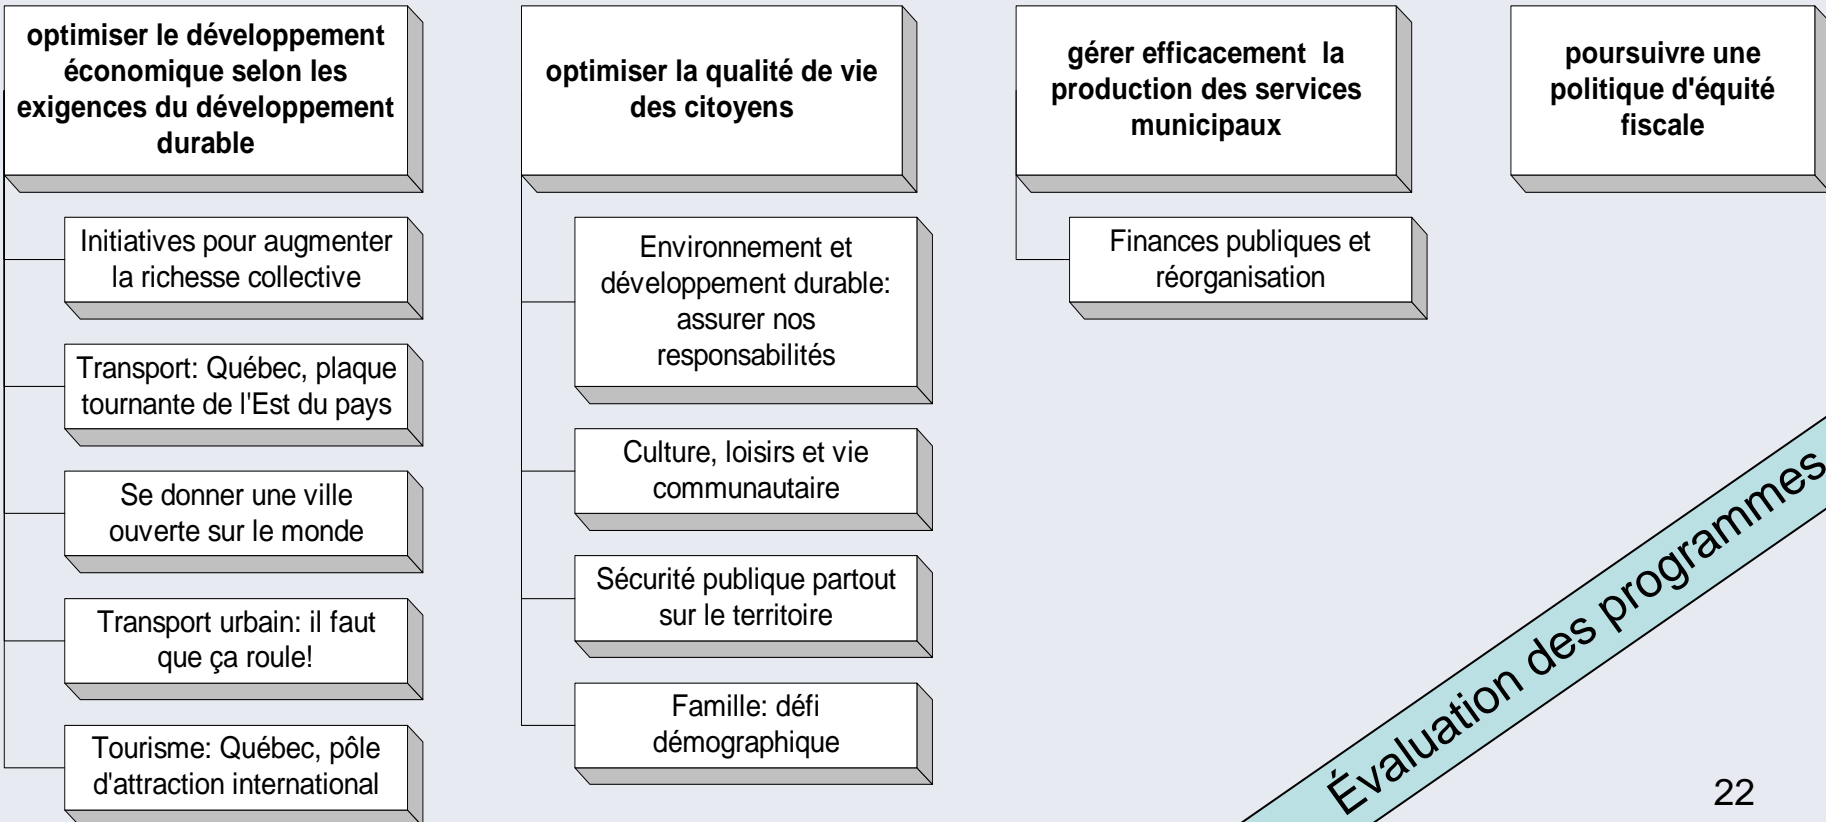 optimiser le développement
économique selon les
exigences du développement
durable
Initiatives pour augmenter
la richesse collective
Transport: Québec, plaque
tournante de l'Est du pays
Se donner une ville
ouverte sur le monde
Transport urbain: il faut
que ça roule!
Tourisme: Québec, pôle
d'attraction international
optimiser la qualité de vie
des citoyens
Environnement et
développement durable:
assurer nos
responsabilités
Culture, loisirs et vie
communautaire
Sécurité publique partout
sur le territoire
Famille: défi
démographique
gérer efficacement  la
production des services
municipaux
Finances publiques et
réorganisation
poursuivre une
politique d'équité
fiscale
Évaluation des programmes
22